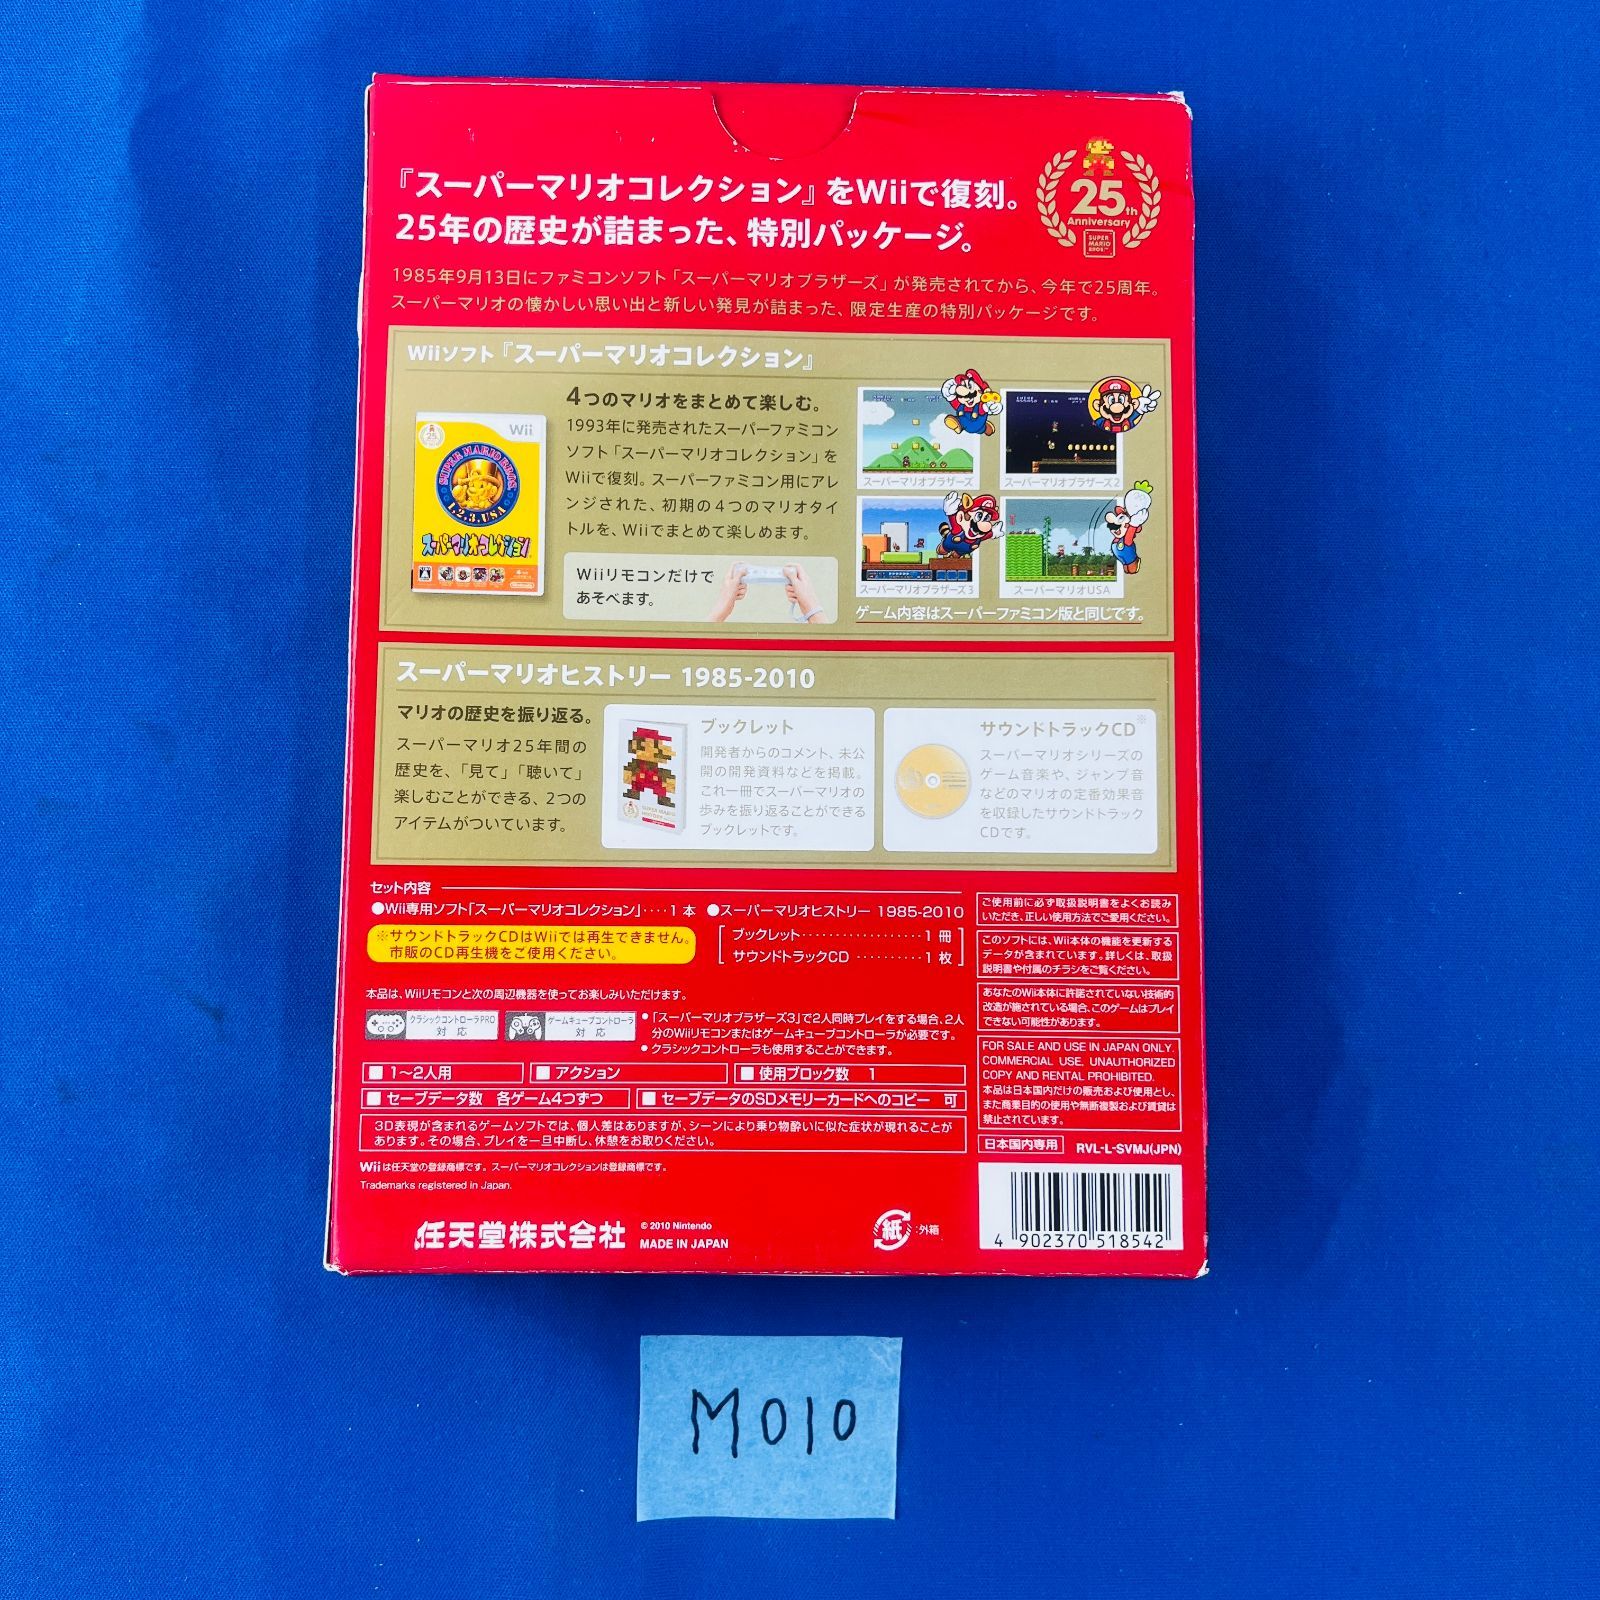 『スーパーマリオコレクション』をWiiで復刻。
25年の歴史が詰まった、特別パッケージ。
25th
Anniversary
SUPER
MARIO
BROS.
1985年9月13日にファミコンソフト「スーパーマリオブラザーズ」が発売されてから、今年で25周年。
スーパーマリオの懐かしい思い出と新しい発見が詰まった、限定生産の特別パッケージです。
Wiiソフト『スーパーマリオコレクション』
Wii
25
SUPER MARIO BROS.
1.2.3.USA
スーパーマリオコレクション
Nintendo
4つのマリオをまとめて楽しむ。
1993年に発売されたスーパーファミコン
ソフト「スーパーマリオコレクション」を
Wiiで復刻。スーパーファミコン用にアレ
ンジされた、初期の4つのマリオタイ
トルを、Wiiでまとめて楽しめます。
Wiiリモコンだけで
あそべます。
スーパーマリオブラザーズ
スーパーマリオブラザーズ2
スーパーマリオブラザーズ3
スーパーマリオUSA
ゲーム内容はスーパーファミコン版と同じです。
スーパーマリオヒストリー 1985-2010
マリオの歴史を振り返る。
スーパーマリオ25年間の
歴史を、「見て」「聴いて」
楽しむことができる、2つの
アイテムがついています。
ブックレット
開発者からのコメント、未公
開の開発資料などを掲載。
これ一冊でスーパーマリオの
歩みを振り返ることができる
ブックレットです。
サウンドトラックCD※
スーパーマリオシリーズの
ゲーム音楽や、ジャンプ音
などのマリオの定番効果音
を収録したサウンドトラック
CDです。
セット内容
●Wii専用ソフト「スーパーマリオコレクション」····1本
●スーパーマリオヒストリー 1985-2010
ブックレット··················1冊
サウンドトラックCD ··········1枚
※サウンドトラックCDはWiiでは再生できません。
市販のCD再生機をご使用ください。
本品は、Wiiリモコンと次の周辺機器を使ってお楽しみいただけます。
クラシックコントローラPRO
対応
ゲームキューブコントローラ
対応
●「スーパーマリオブラザーズ3」で2人同時プレイをする場合、2人
分のWiiリモコンまたはゲームキューブコントローラが必要です。
●クラシックコントローラも使用することができます。
■ 1〜2人用
■ アクション
■ 使用ブロック数 1
■ セーブデータ数 各ゲーム4つずつ
■ セーブデータのSDメモリーカードへのコピー 可
3D表現が含まれるゲームソフトでは、個人差はありますが、シーンにより乗り物酔いに似た症状が現れることが
あります。その場合、プレイを一旦中断し、休憩をお取りください。
Wiiは任天堂の登録商標です。スーパーマリオコレクションは登録商標です。
Trademarks registered in Japan.
任天堂株式会社
© 2010 Nintendo
MADE IN JAPAN
紙
:外箱
ご使用前に必ず取扱説明書をよくお読み
いただき、正しい使用方法でご愛用ください。
このソフトには、Wii本体の機能を更新する
データが含まれています。詳しくは、取扱
説明書や付属のチラシをご覧ください。
あなたのWii本体に許諾されていない技術的
改造が施されている場合、このゲームはプレイ
できない可能性があります。
FOR SALE AND USE IN JAPAN ONLY.
COMMERCIAL USE, UNAUTHORIZED
COPY AND RENTAL PROHIBITED.
本品は日本国内だけの販売および使用とし、
また商業目的の使用や無断複製および賃貸は
禁止されています。
日本国内専用
RVL-L-SVMJ(JPN)
4 902370 518542
M010